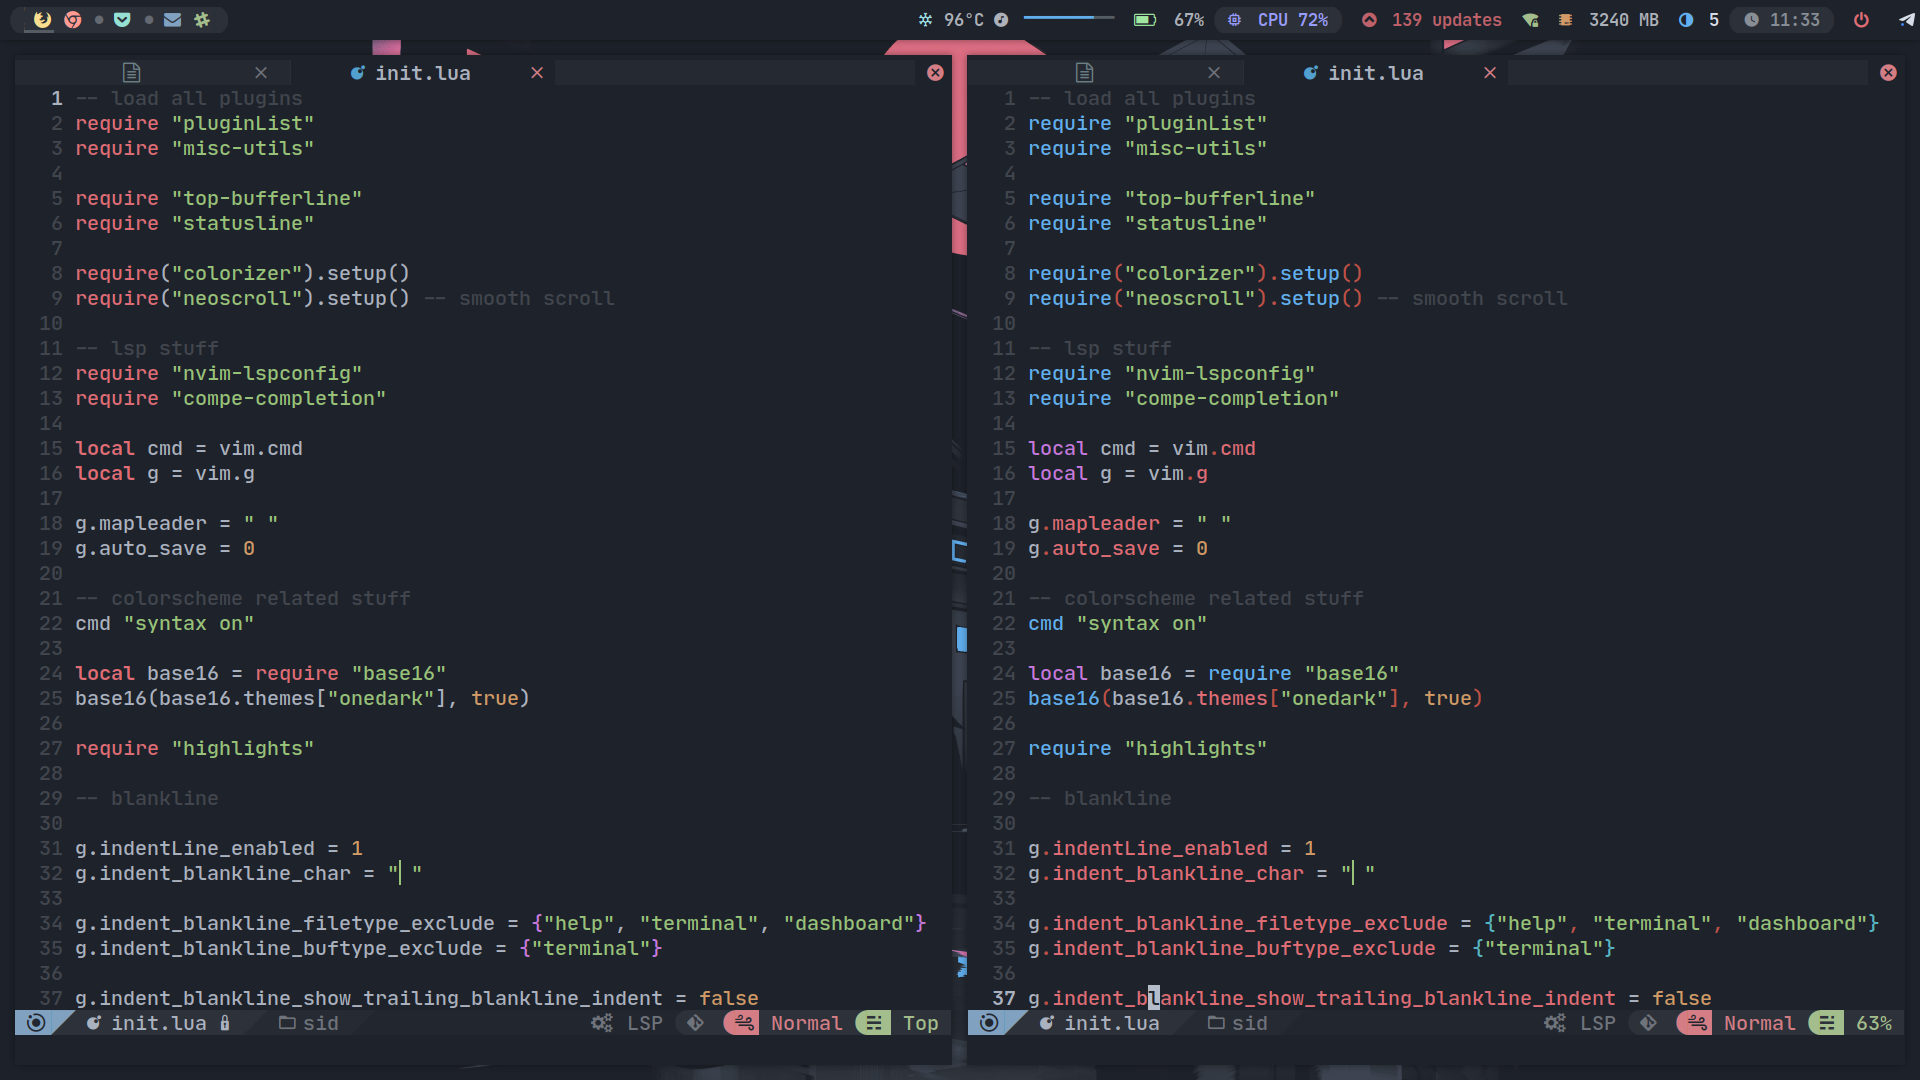 96°C 67% CPU 72% 139 updates 3240 MB 5 11:33
init.lua
1 -- load all plugins
2 require "pluginList"
3 require "misc-utils"
4
5 require "top-bufferline"
6 require "statusline"
7
8 require("colorizer").setup()
9 require("neoscroll").setup() -- smooth scroll
10
11 -- lsp stuff
12 require "nvim-lspconfig"
13 require "compe-completion"
14
15 local cmd = vim.cmd
16 local g = vim.g
17
18 g.mapleader = " "
19 g.auto_save = 0
20
21 -- colorscheme related stuff
22 cmd "syntax on"
23
24 local base16 = require "base16"
25 base16(base16.themes["onedark"], true)
26
27 require "highlights"
28
29 -- blankline
30
31 g.indentLine_enabled = 1
32 g.indent_blankline_char = "▏"
33
34 g.indent_blankline_filetype_exclude = {"help", "terminal", "dashboard"}
35 g.indent_blankline_buftype_exclude = {"terminal"}
36
37 g.indent_blankline_show_trailing_blankline_indent = false
init.lua sid LSP Normal Top
init.lua
1 -- load all plugins
2 require "pluginList"
3 require "misc-utils"
4
5 require "top-bufferline"
6 require "statusline"
7
8 require("colorizer").setup()
9 require("neoscroll").setup() -- smooth scroll
10
11 -- lsp stuff
12 require "nvim-lspconfig"
13 require "compe-completion"
14
15 local cmd = vim.cmd
16 local g = vim.g
17
18 g.mapleader = " "
19 g.auto_save = 0
20
21 -- colorscheme related stuff
22 cmd "syntax on"
23
24 local base16 = require "base16"
25 base16(base16.themes["onedark"], true)
26
27 require "highlights"
28
29 -- blankline
30
31 g.indentLine_enabled = 1
32 g.indent_blankline_char = "▏"
33
34 g.indent_blankline_filetype_exclude = {"help", "terminal", "dashboard"}
35 g.indent_blankline_buftype_exclude = {"terminal"}
36
37 g.indent_blankline_show_trailing_blankline_indent = false
init.lua sid LSP Normal 63%